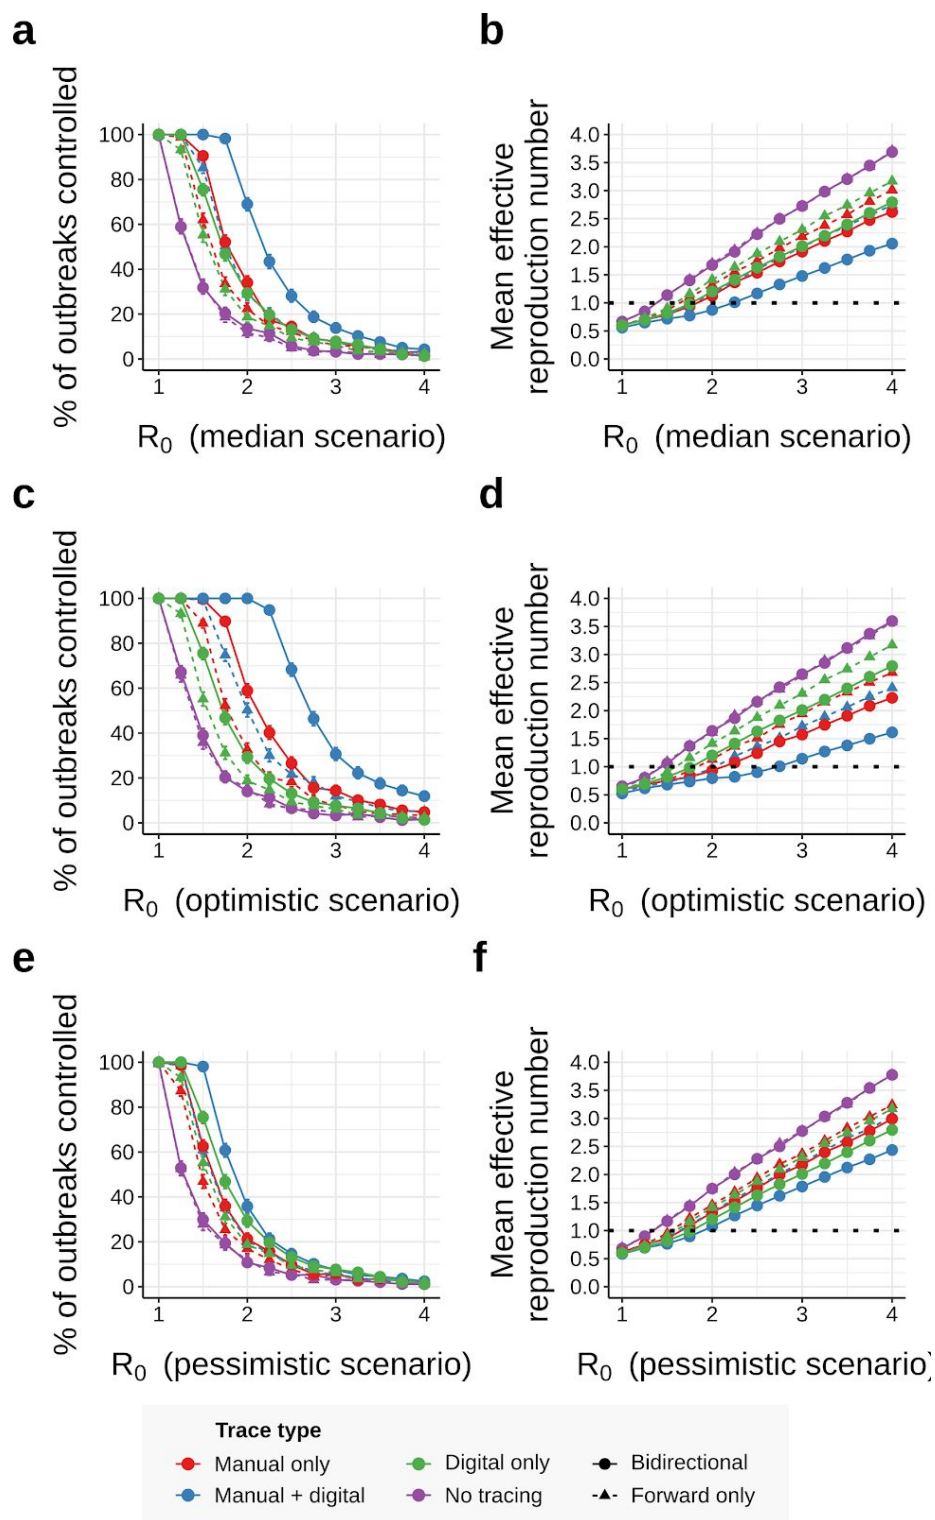 a
b
% of outbreaks controlled
100
80
60
40
20
0
1
2
3
4
R0 (median scenario)
Mean effective
reproduction number
4.0
3.5
3.0
2.5
2.0
1.5
1.0
0.5
0.0
1
2
3
4
R0 (median scenario)
c
d
% of outbreaks controlled
100
80
60
40
20
0
1
2
3
4
R0 (optimistic scenario)
Mean effective
reproduction number
4.0
3.5
3.0
2.5
2.0
1.5
1.0
0.5
0.0
1
2
3
4
R0 (optimistic scenario)
e
f
% of outbreaks controlled
100
80
60
40
20
0
1
2
3
4
R0 (pessimistic scenario)
Mean effective
reproduction number
4.0
3.5
3.0
2.5
2.0
1.5
1.0
0.5
0.0
1
2
3
4
R0 (pessimistic scenario)
Trace type
Manual only
Digital only
Bidirectional
Manual + digital
No tracing
Forward only